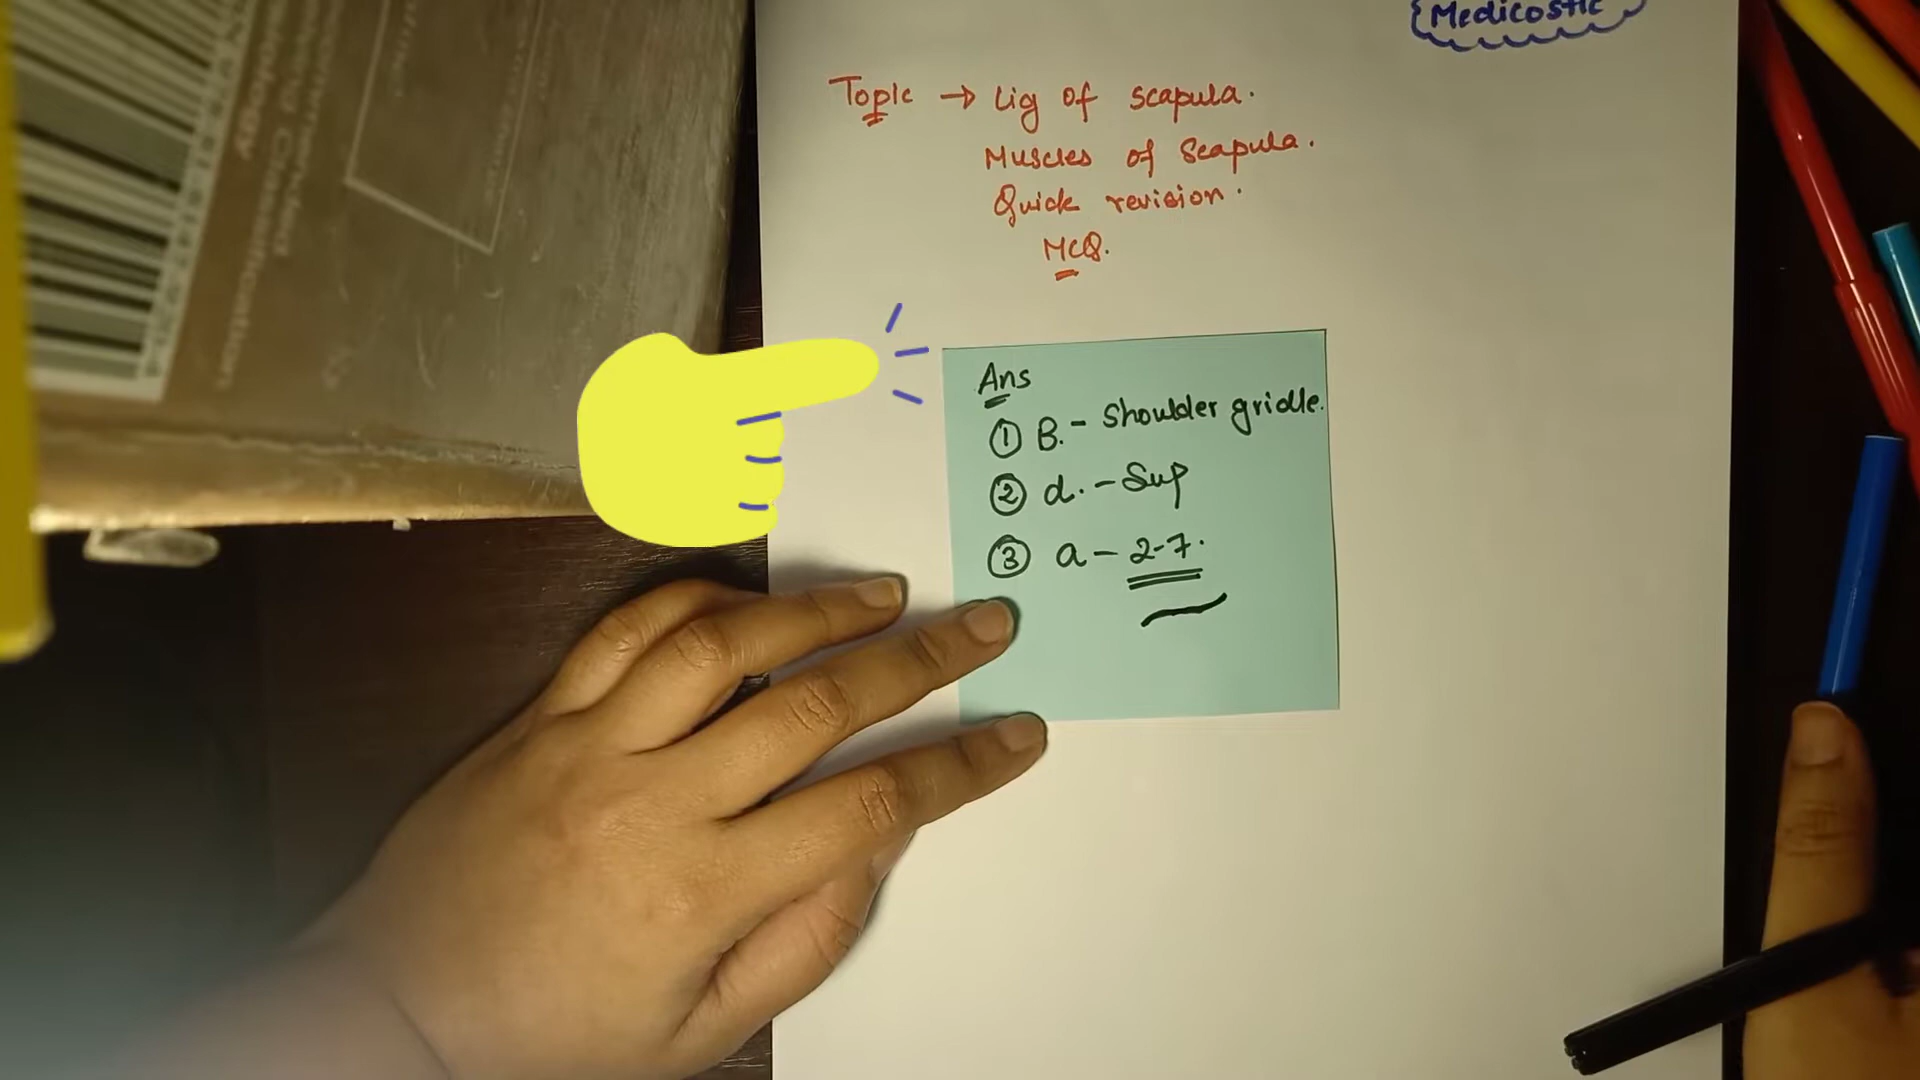 Medicostic
Topic → Lig of scapula.
Muscles of Scapula.
Quick revision.
MCQ.
Ans
① B. - Shoulder gridle.
② d. - Sup
③ a - 2-7.